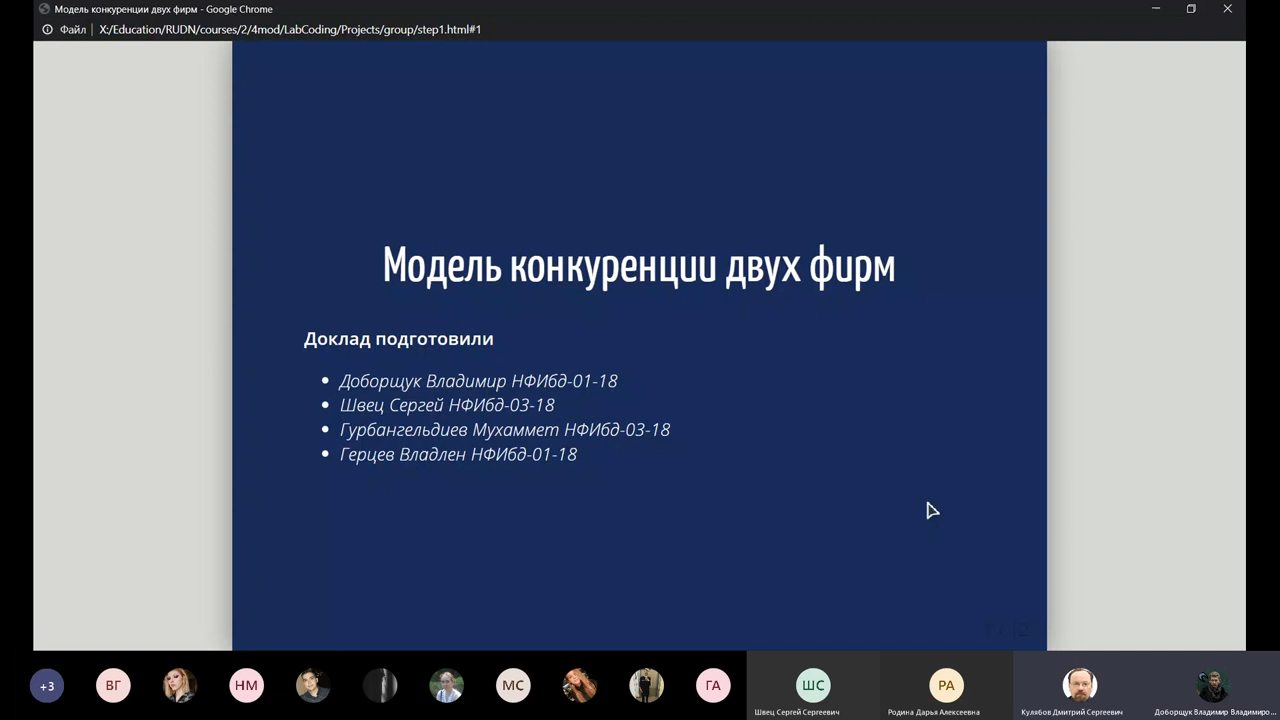 Модель конкуренции двух фирм - Google Chrome
Файл | X:/Education/RUDN/courses/2/4mod/LabCoding/Projects/group/step1.html#1
Модель конкуренции двух фирм
Доклад подготовили
• Доборщук Владимир НФИбд-01-18
• Швец Сергей НФИбд-03-18
• Гурбангельдиев Мухаммет НФИбд-03-18
• Герцев Владлен НФИбд-01-18
+3 ВГ НМ МС ГА ШС РА
Швец Сергей Сергеевич Родина Дарья Алексеевна Кулябов Дмитрий Сергеевич Доборщук Владимир Владимиро...